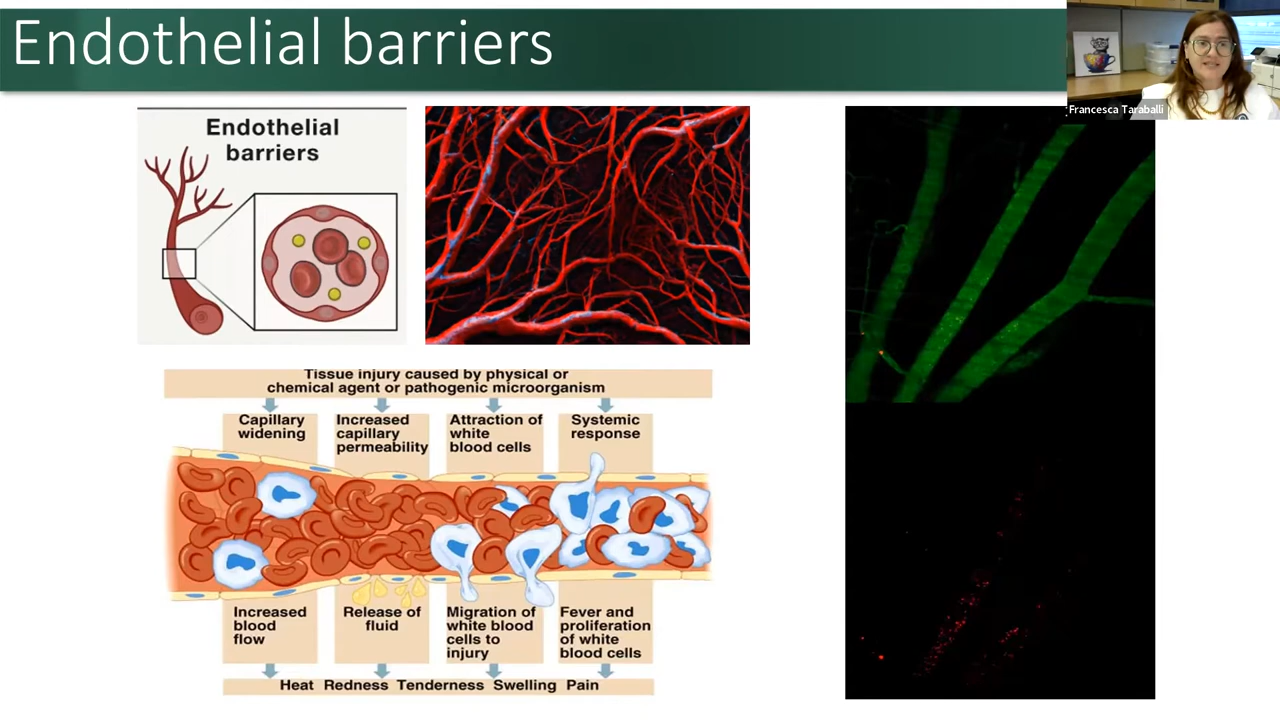 Endothelial barriers
Francesca Taraballi
Endothelial
barriers
Tissue injury caused by physical or
chemical agent or pathogenic microorganism
Capillary
widening
Increased
capillary
permeability
Attraction of
white
blood cells
Systemic
response
Increased
blood
flow
Release of
fluid
Migration of
white blood
cells to
injury
Fever and
proliferation
of white
blood cells
Heat Redness Tenderness Swelling Pain